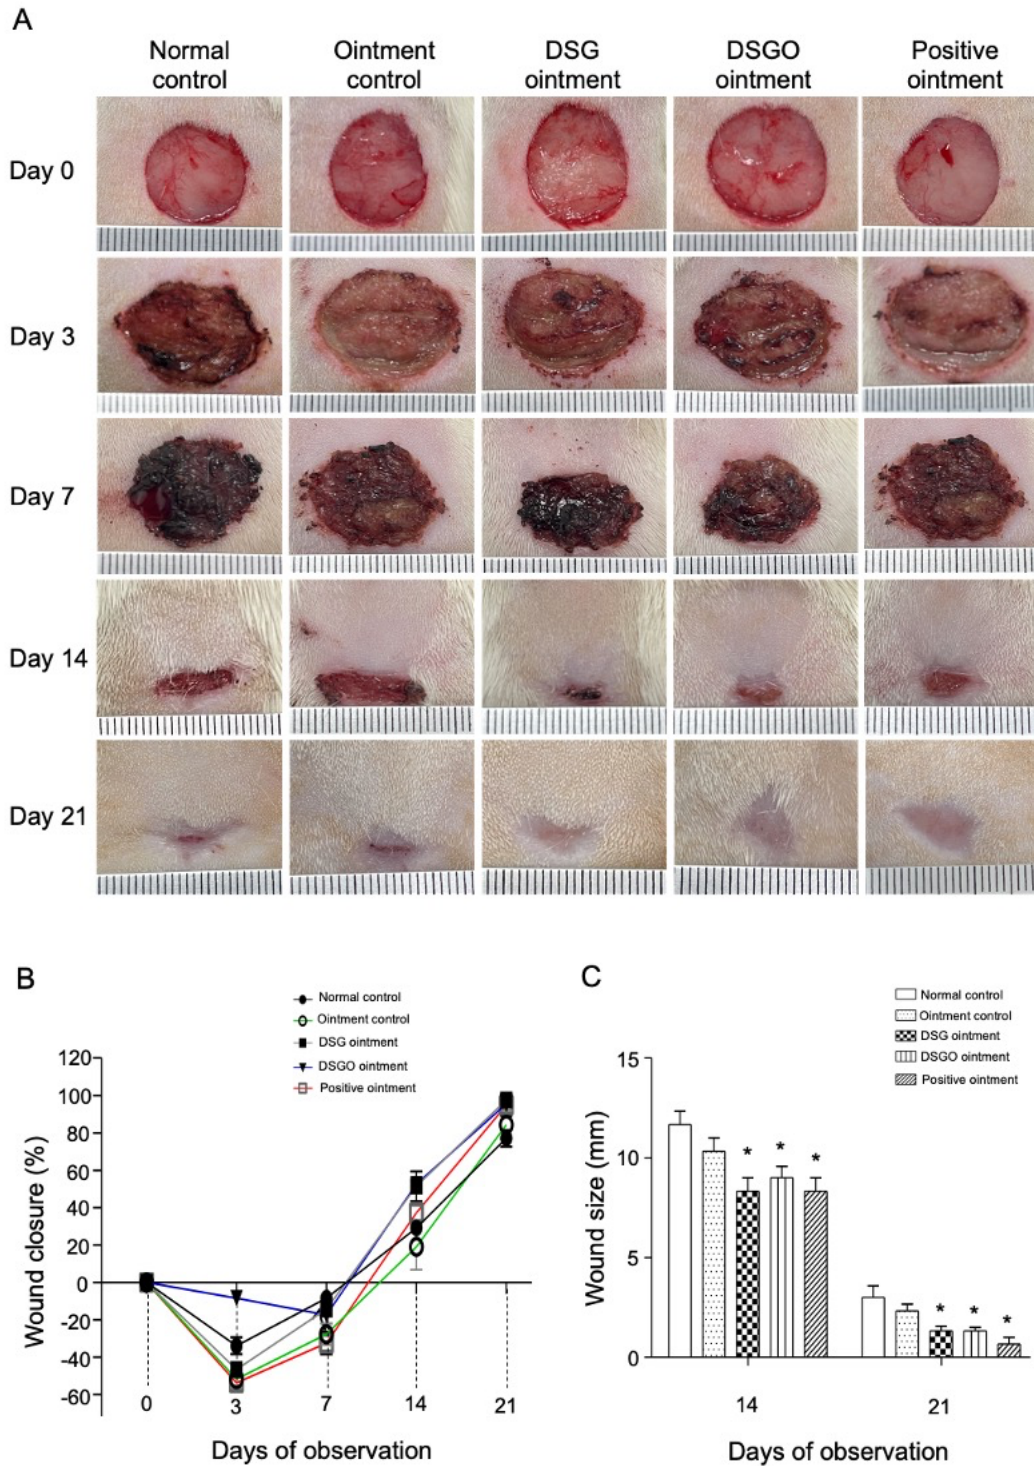 A
Normal control
Ointment control
DSG ointment
DSGO ointment
Positive ointment
Day 0
Day 3
Day 7
Day 14
Day 21
B
Normal control
Ointment control
DSG ointment
DSGO ointment
Positive ointment
120
100
80
60
40
20
0
-20
-40
-60
Wound closure (%)
0
3
7
14
21
Days of observation
C
Normal control
Ointment control
DSG ointment
DSGO ointment
Positive ointment
15
10
5
0
Wound size (mm)
* * *
* * *
14
21
Days of observation